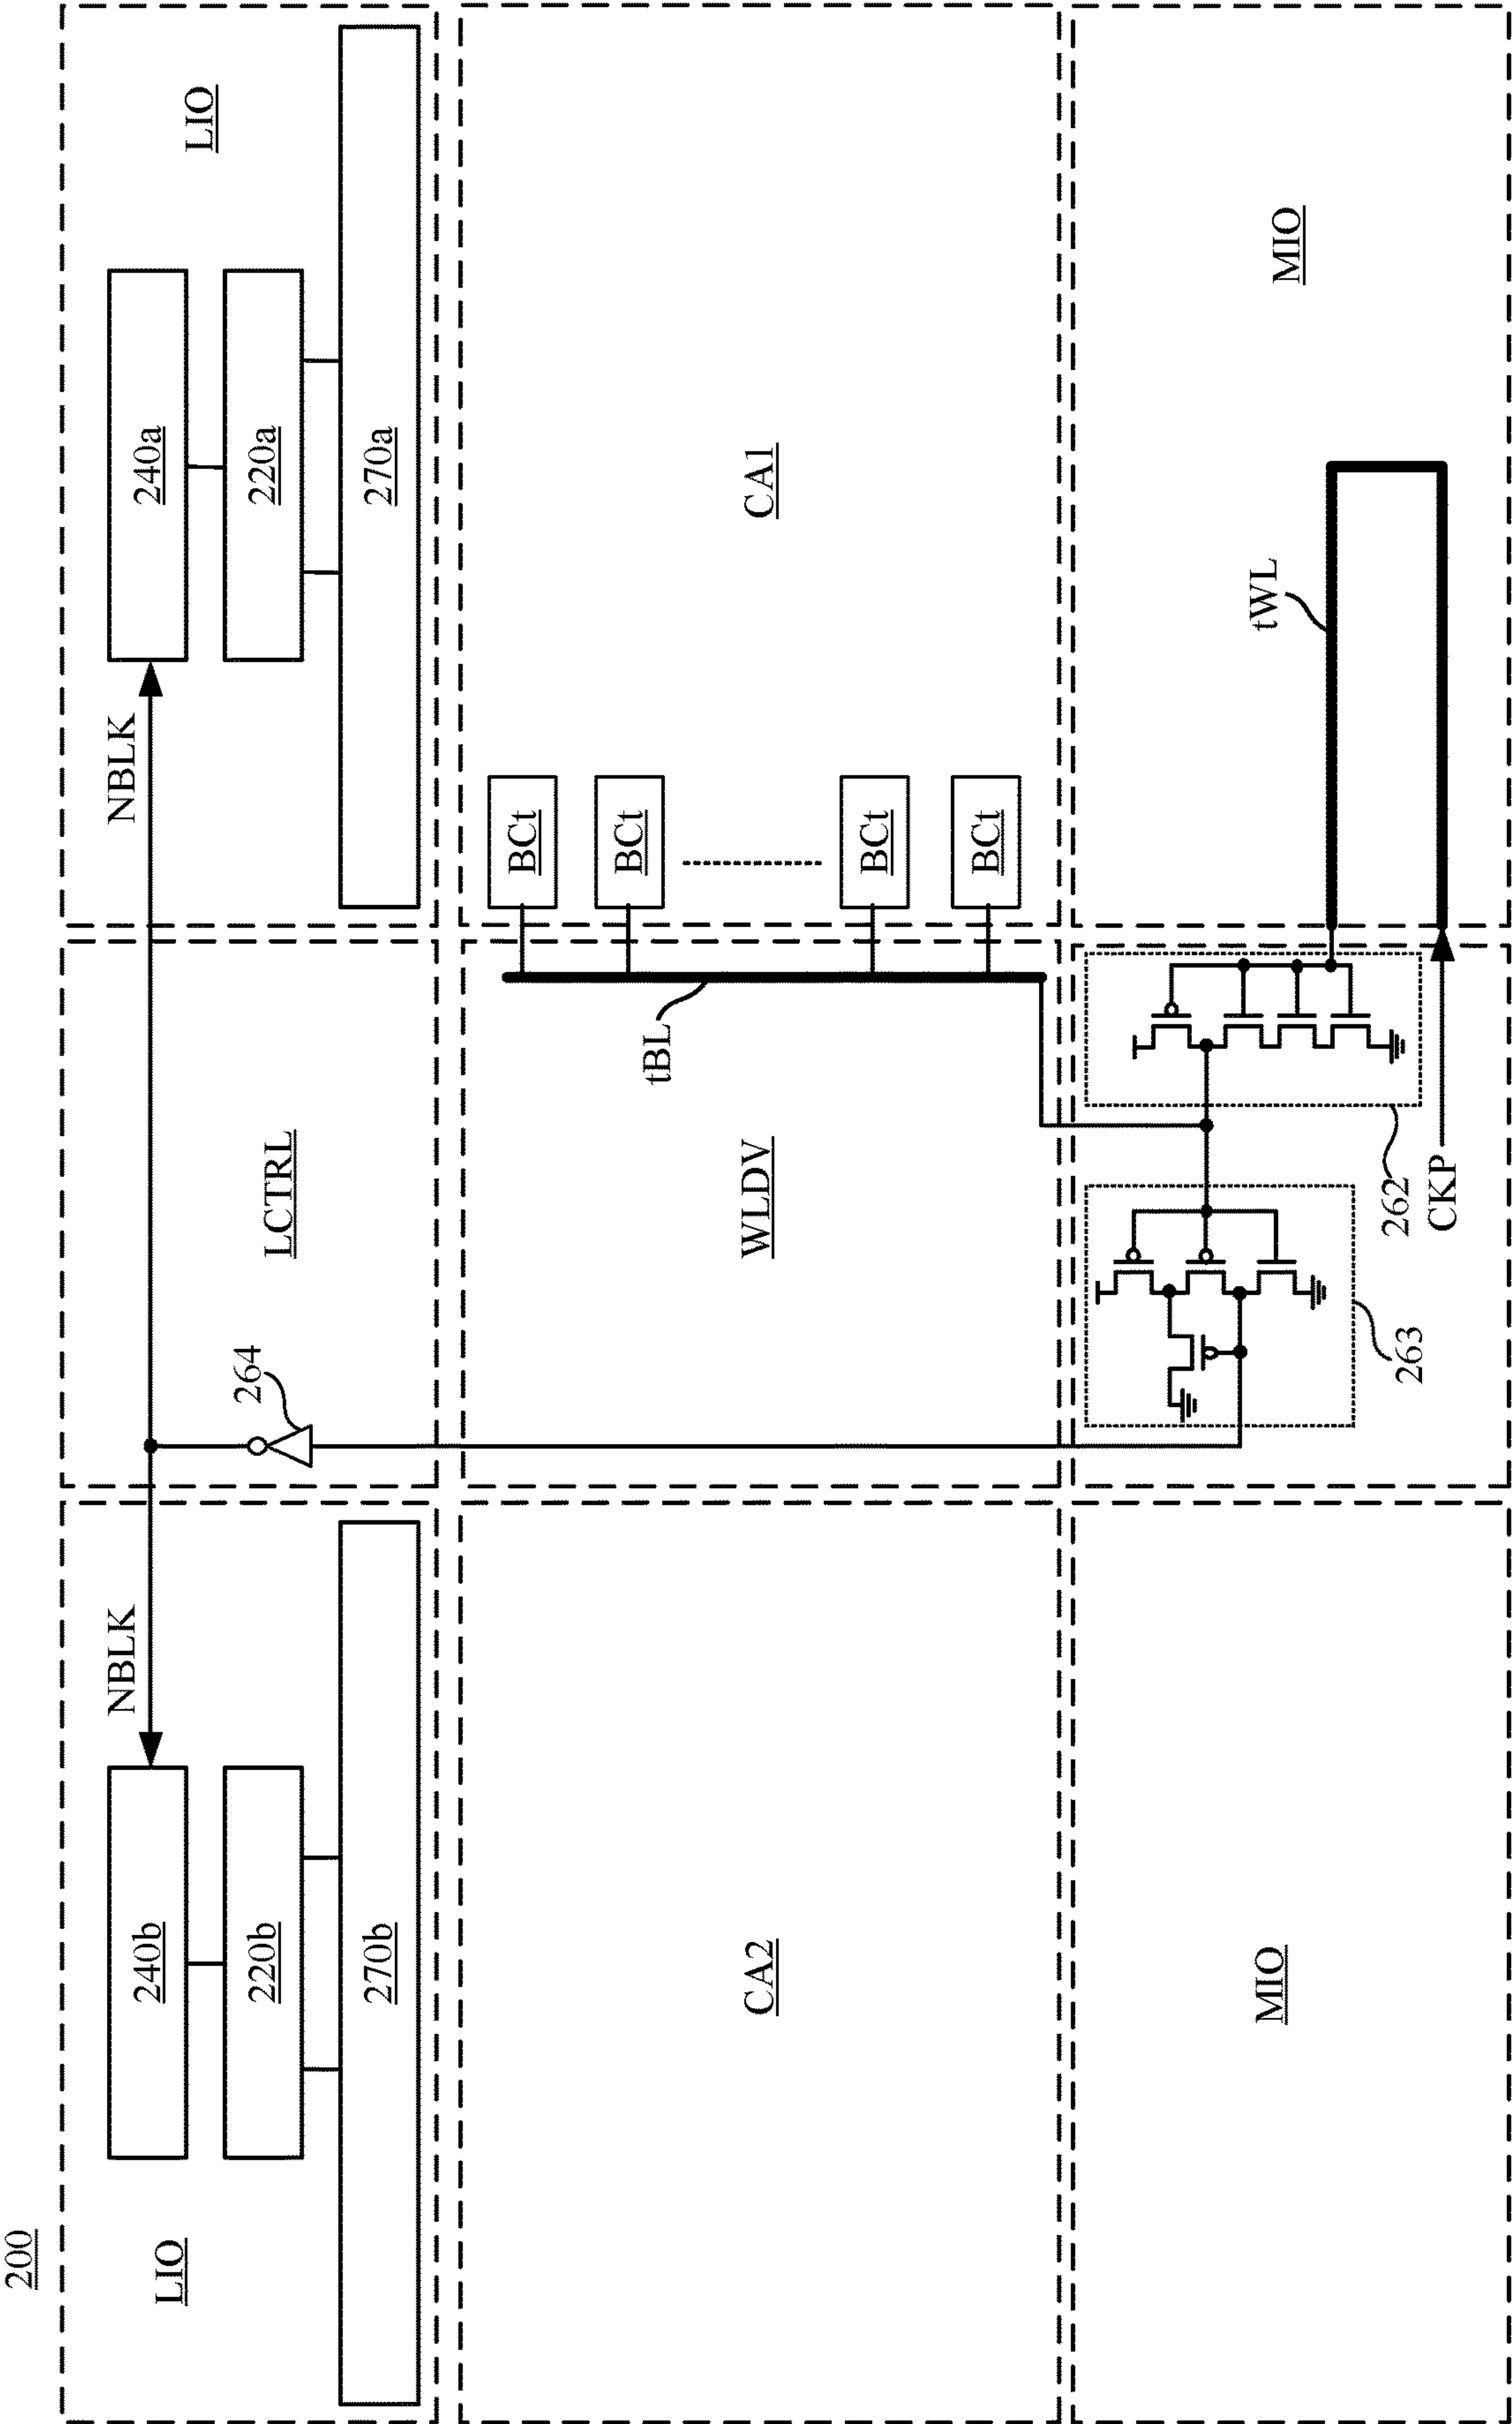 200
LIO
240b
220b
270b
NBLK
264
LCTRL
NBLK
240a
220a
270a
LIO
CA2
WLDV
tBL
BCt
BCt
BCt
BCt
CA1
MIO
263
262
CKP
tWL
MIO